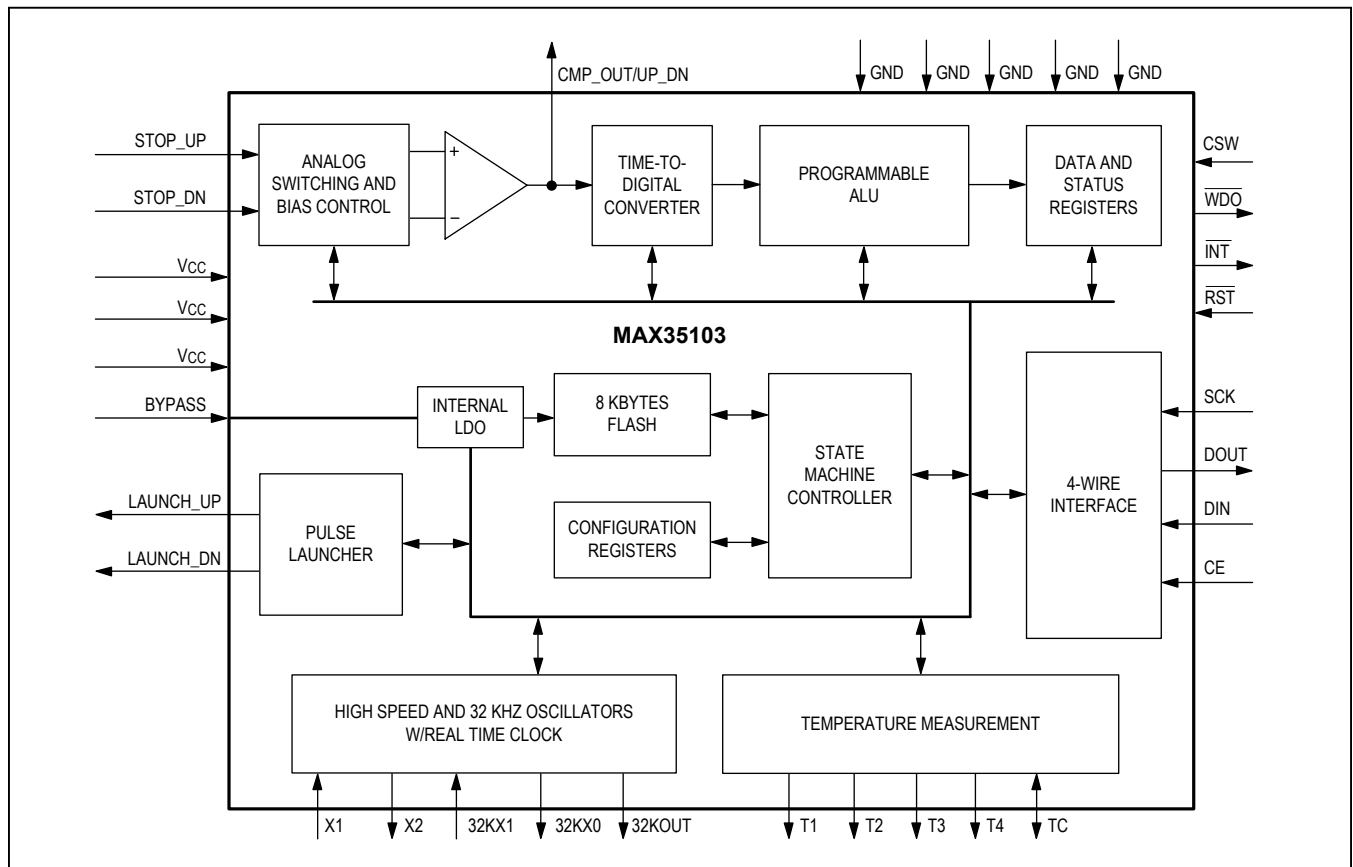 CMP_OUT/UP_DN
GND
GND
GND
GND
GND
STOP_UP
STOP_DN
VCC
VCC
VCC
BYPASS
LAUNCH_UP
LAUNCH_DN
ANALOG
SWITCHING AND
BIAS CONTROL
+
−
TIME-TO-
DIGITAL
CONVERTER
PROGRAMMABLE
ALU
DATA AND
STATUS
REGISTERS
CSW
WDO
INT
RST
MAX35103
INTERNAL
LDO
8 KBYTES
FLASH
STATE
MACHINE
CONTROLLER
CONFIGURATION
REGISTERS
PULSE
LAUNCHER
4-WIRE
INTERFACE
SCK
DOUT
DIN
CE
HIGH SPEED AND 32 KHZ OSCILLATORS
W/REAL TIME CLOCK
TEMPERATURE MEASUREMENT
X1
X2
32KX1
32KX0
32KOUT
T1
T2
T3
T4
TC